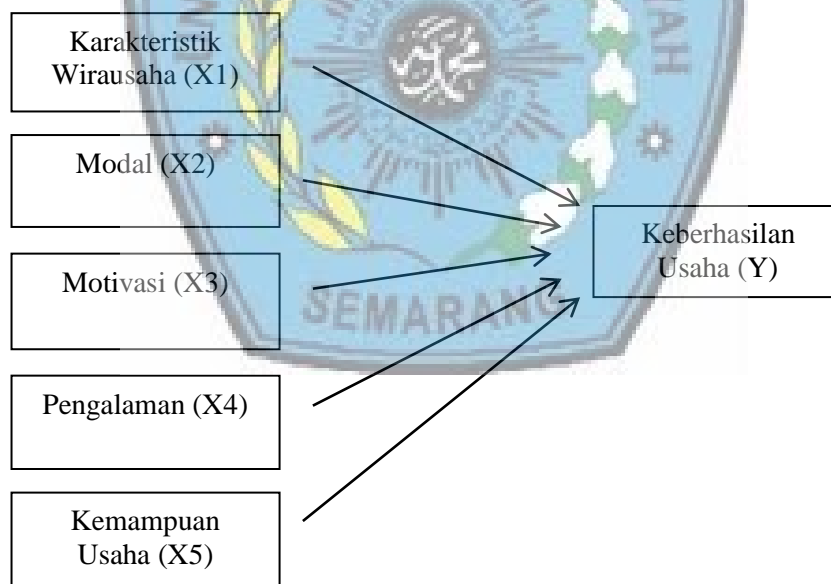 Karakteristik
Wirausaha (X1)
Modal (X2)
Motivasi (X3)
Pengalaman (X4)
Kemampuan
Usaha (X5)
Keberhasilan
Usaha (Y)
SEMARANG